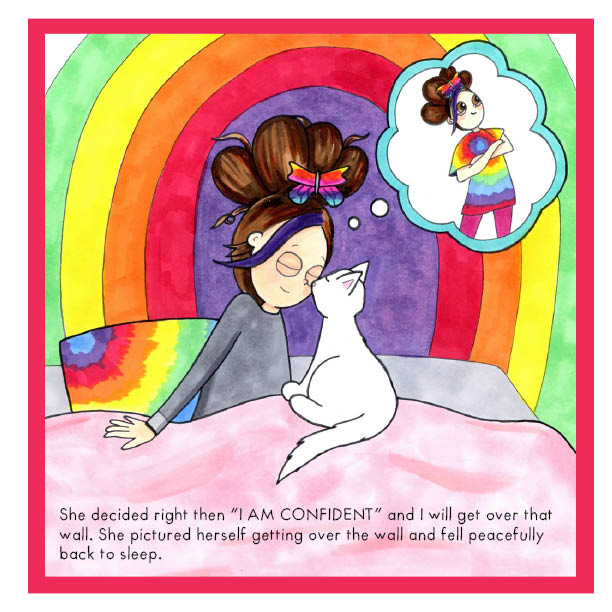 She decided right then “I AM CONFIDENT” and I will get over that
wall. She pictured herself getting over the wall and fell peacefully
back to sleep.